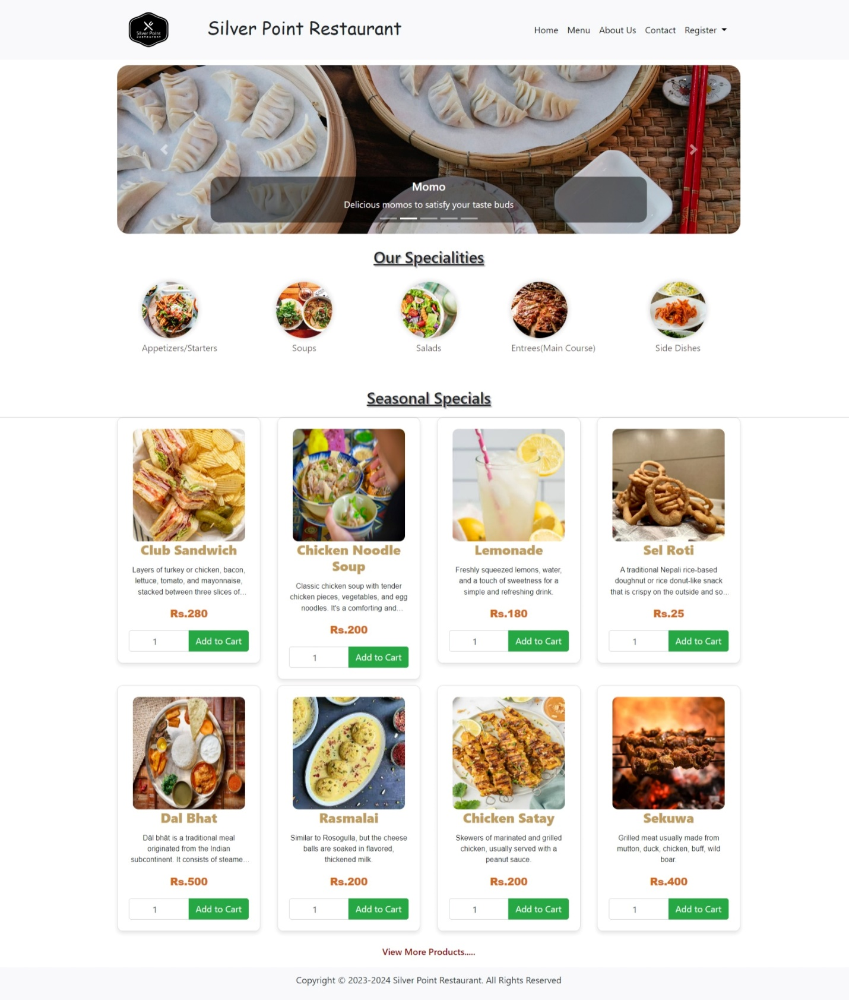 Silver Point
Restaurant
Silver Point Restaurant
Home Menu About Us Contact Register
Momo
Delicious momos to satisfy your taste buds
Our Specialities
Appetizers/Starters
Soups
Salads
Entrees(Main Course)
Side Dishes
Seasonal Specials
Club Sandwich
Layers of turkey or chicken, bacon,
lettuce, tomato, and mayonnaise,
stacked between three slices of...
Rs.280
1 Add to Cart
Chicken Noodle
Soup
Classic chicken soup with tender
chicken pieces, vegetables, and egg
noodles. It's a comforting and...
Rs.200
1 Add to Cart
Lemonade
Freshly squeezed lemons, water,
and a touch of sweetness for a
simple and refreshing drink.
Rs.180
1 Add to Cart
Sel Roti
A traditional Nepali rice-based
doughnut or rice donut-like snack
that is crispy on the outside and so...
Rs.25
1 Add to Cart
Dal Bhat
Dāl bhāt is a traditional meal
originated from the Indian
subcontinent. It consists of steame...
Rs.500
1 Add to Cart
Rasmalai
Similar to Rosogulla, but the cheese
balls are soaked in flavored,
thickened milk.
Rs.200
1 Add to Cart
Chicken Satay
Skewers of marinated and grilled
chicken, usually served with a
peanut sauce.
Rs.200
1 Add to Cart
Sekuwa
Grilled meat usually made from
mutton, duck, chicken, buff, wild
boar.
Rs.400
1 Add to Cart
View More Products.....
Copyright © 2023-2024 Silver Point Restaurant. All Rights Reserved